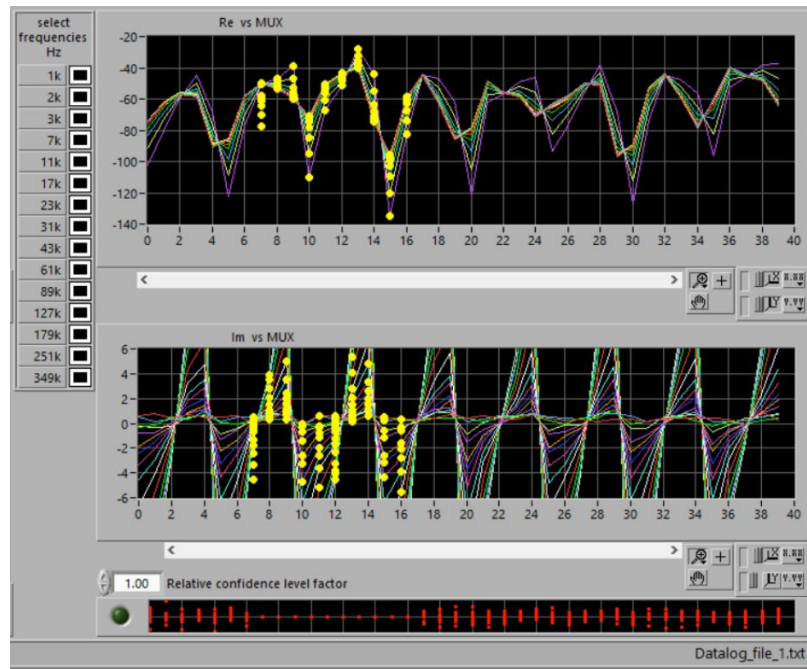 select
frequencies
Hz
1k
2k
3k
7k
11k
17k
23k
31k
43k
61k
89k
127k
179k
251k
349k
Re vs MUX
-20
-40
-60
-80
-100
-120
-140
0 2 4 6 8 10 12 14 16 18 20 22 24 26 28 30 32 34 36 38 40
X X.XX
Y Y.YY
Im vs MUX
6
4
2
0
-2
-4
-6
0 2 4 6 8 10 12 14 16 18 20 22 24 26 28 30 32 34 36 38 40
X X.XX
Y Y.YY
1.00 Relative confidence level factor
Datalog_file_1.txt